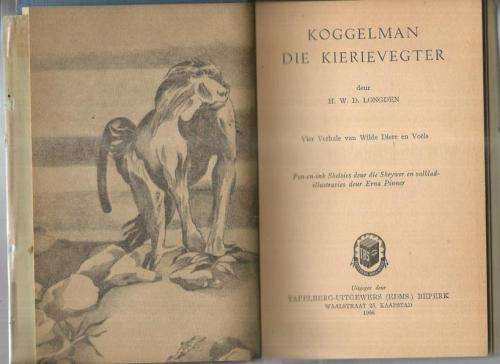 KOGGELMAN
DIE KIERIEVEGTER
deur
H. W. D. LONGDEN
Vier Verhale van Wilde Diere en Voëls
Pen-en-ink Sketsies deur die Skrywer en volblad-
illustrasies deur Erna Pinner
Uitgegee deur
TAFELBERG-UITGEWERS (EDMS) BEPERK
WAALSTRAAT 25, KAAPSTAD